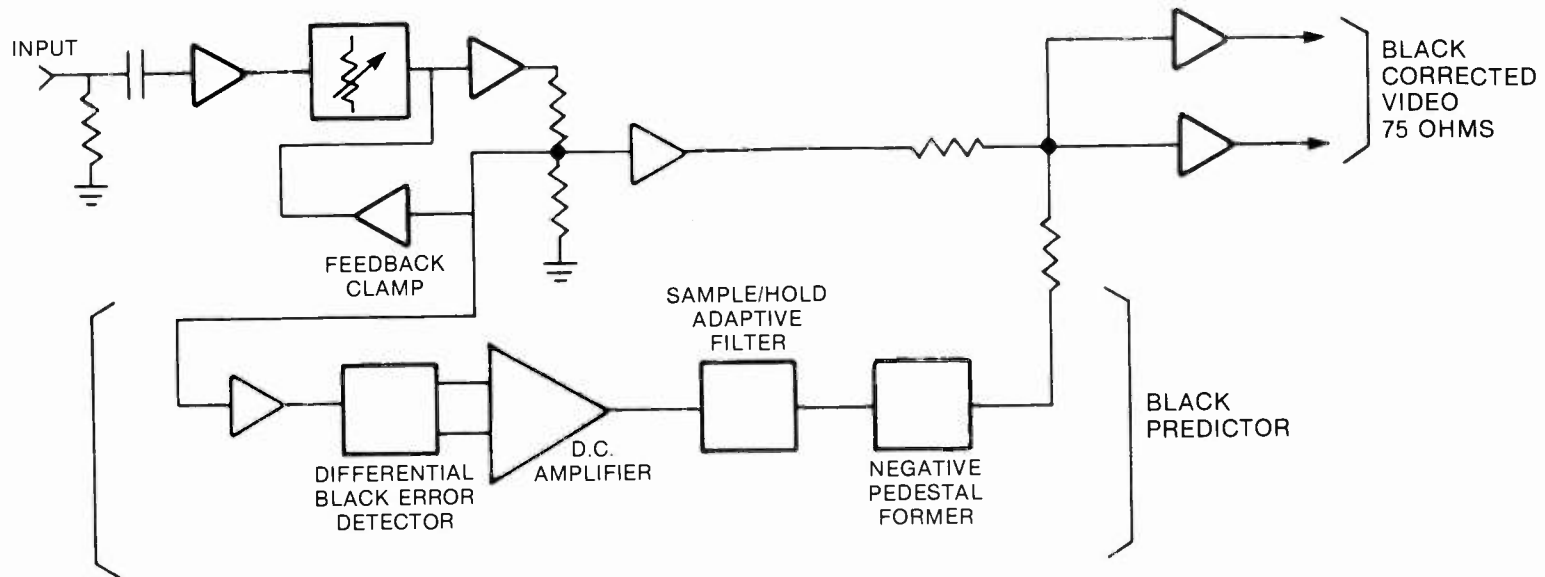 INPUT
BLACK
CORRECTED
VIDEO
75 OHMS
FEEDBACK
CLAMP
SAMPLE/HOLD
ADAPTIVE
FILTER
BLACK
PREDICTOR
D.C.
AMPLIFIER
DIFFERENTIAL
BLACK ERROR
DETECTOR
NEGATIVE
PEDESTAL
FORMER